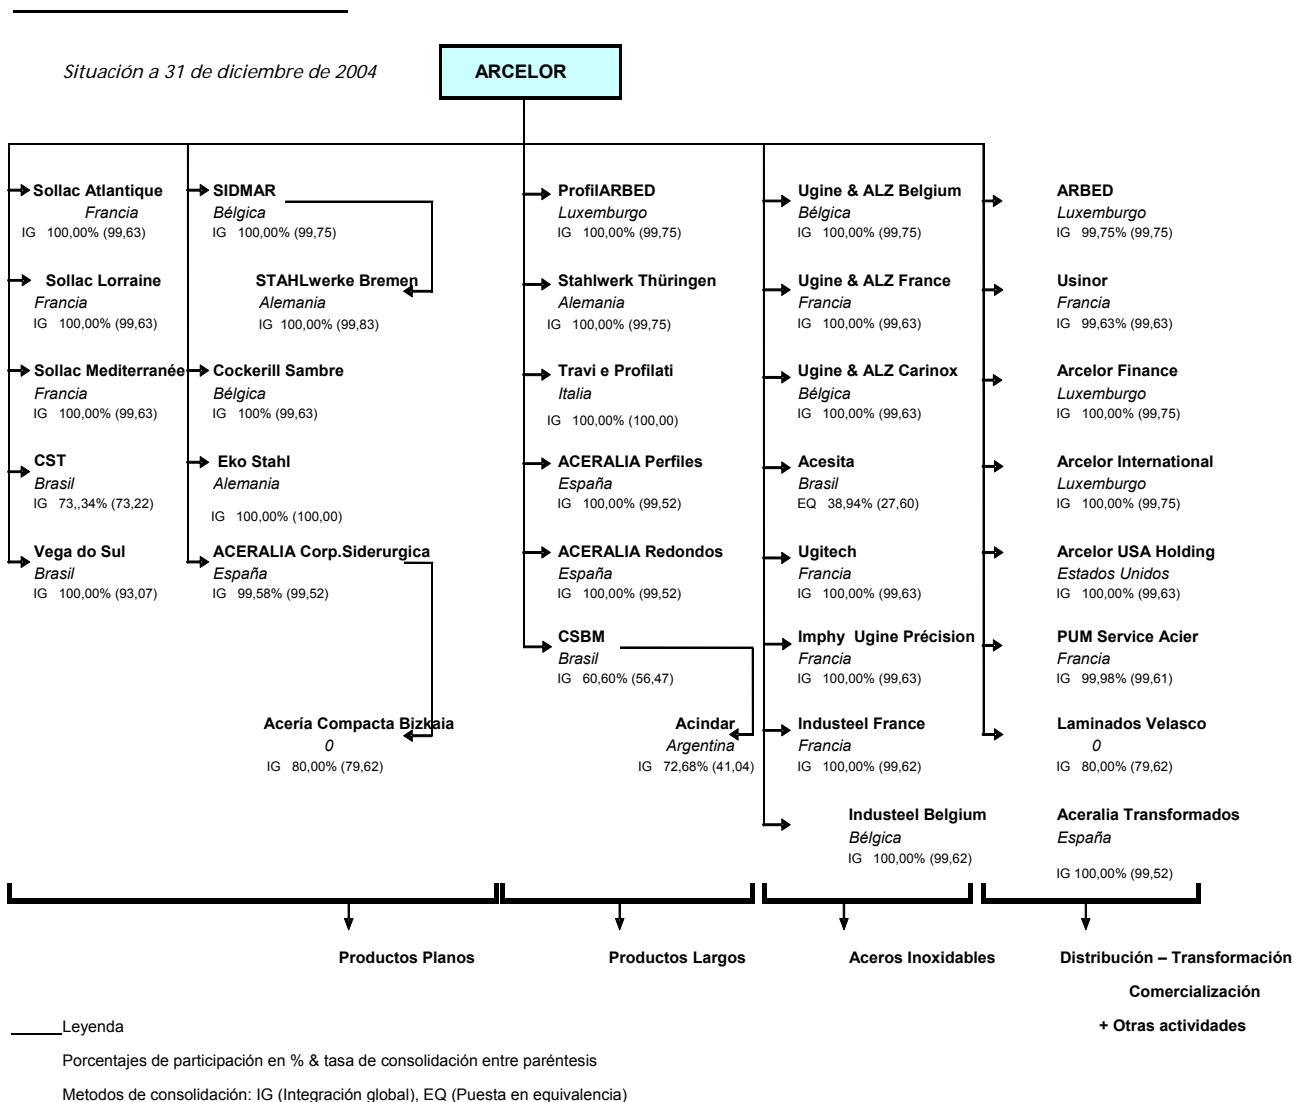 Situación a 31 de diciembre de 2004
ARCELOR
Sollac Atlantique
Francia
IG 100,00% (99,63)
Sollac Lorraine
Francia
IG 100,00% (99,63)
Sollac Mediterranée
Francia
IG 100,00% (99,63)
CST
Brasil
IG 73,,34% (73,22)
Vega do Sul
Brasil
IG 100,00% (93,07)
SIDMAR
Bélgica
IG 100,00% (99,75)
STAHLwerke Bremen
Alemania
IG 100,00% (99,83)
Cockerill Sambre
Bélgica
IG 100% (99,63)
Eko Stahl
Alemania
IG 100,00% (100,00)
ACERALIA Corp.Siderurgica
España
IG 99,58% (99,52)
Acería Compacta Bizkaia
0
IG 80,00% (79,62)
ProfilARBED
Luxemburgo
IG 100,00% (99,75)
Stahlwerk Thüringen
Alemania
IG 100,00% (99,75)
Travi e Profilati
Italia
IG 100,00% (100,00)
ACERALIA Perfiles
España
IG 100,00% (99,52)
ACERALIA Redondos
España
IG 100,00% (99,52)
CSBM
Brasil
IG 60,60% (56,47)
Acindar
Argentina
IG 72,68% (41,04)
Ugine & ALZ Belgium
Bélgica
IG 100,00% (99,75)
Ugine & ALZ France
Francia
IG 100,00% (99,63)
Ugine & ALZ Carinox
Bélgica
IG 100,00% (99,63)
Acesita
Brasil
EQ 38,94% (27,60)
Ugitech
Francia
IG 100,00% (99,63)
Imphy Ugine Précision
Francia
IG 100,00% (99,63)
Industeel France
Francia
IG 100,00% (99,62)
Industeel Belgium
Bélgica
IG 100,00% (99,62)
ARBED
Luxemburgo
IG 99,75% (99,75)
Usinor
Francia
IG 99,63% (99,63)
Arcelor Finance
Luxemburgo
IG 100,00% (99,75)
Arcelor International
Luxemburgo
IG 100,00% (99,75)
Arcelor USA Holding
Estados Unidos
IG 100,00% (99,63)
PUM Service Acier
Francia
IG 99,98% (99,61)
Laminados Velasco
0
IG 80,00% (79,62)
Aceralia Transformados
España
IG 100,00% (99,52)
Productos Planos
Productos Largos
Aceros Inoxidables
Distribución – Transformación
Comercialización
+ Otras actividades
Leyenda
Porcentajes de participación en % & tasa de consolidación entre paréntesis
Metodos de consolidación: IG (Integración global), EQ (Puesta en equivalencia)